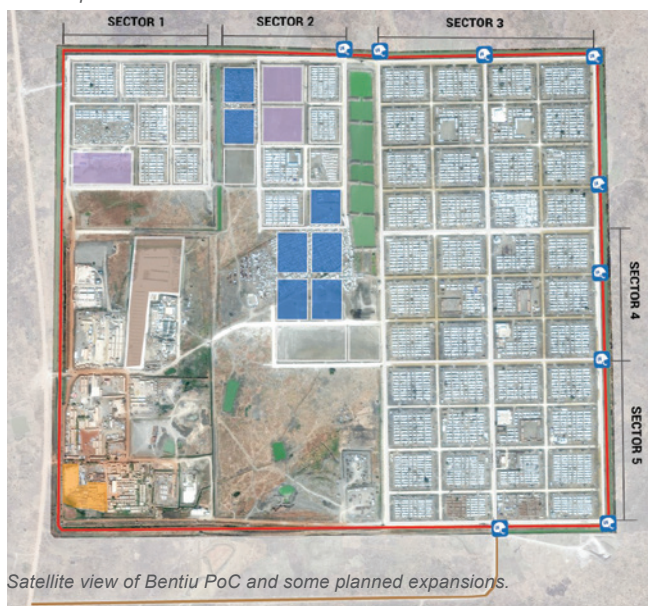 SECTOR 1
SECTOR 2
SECTOR 3
SECTOR 4
SECTOR 5
Satellite view of Bentiu PoC and some planned expansions.